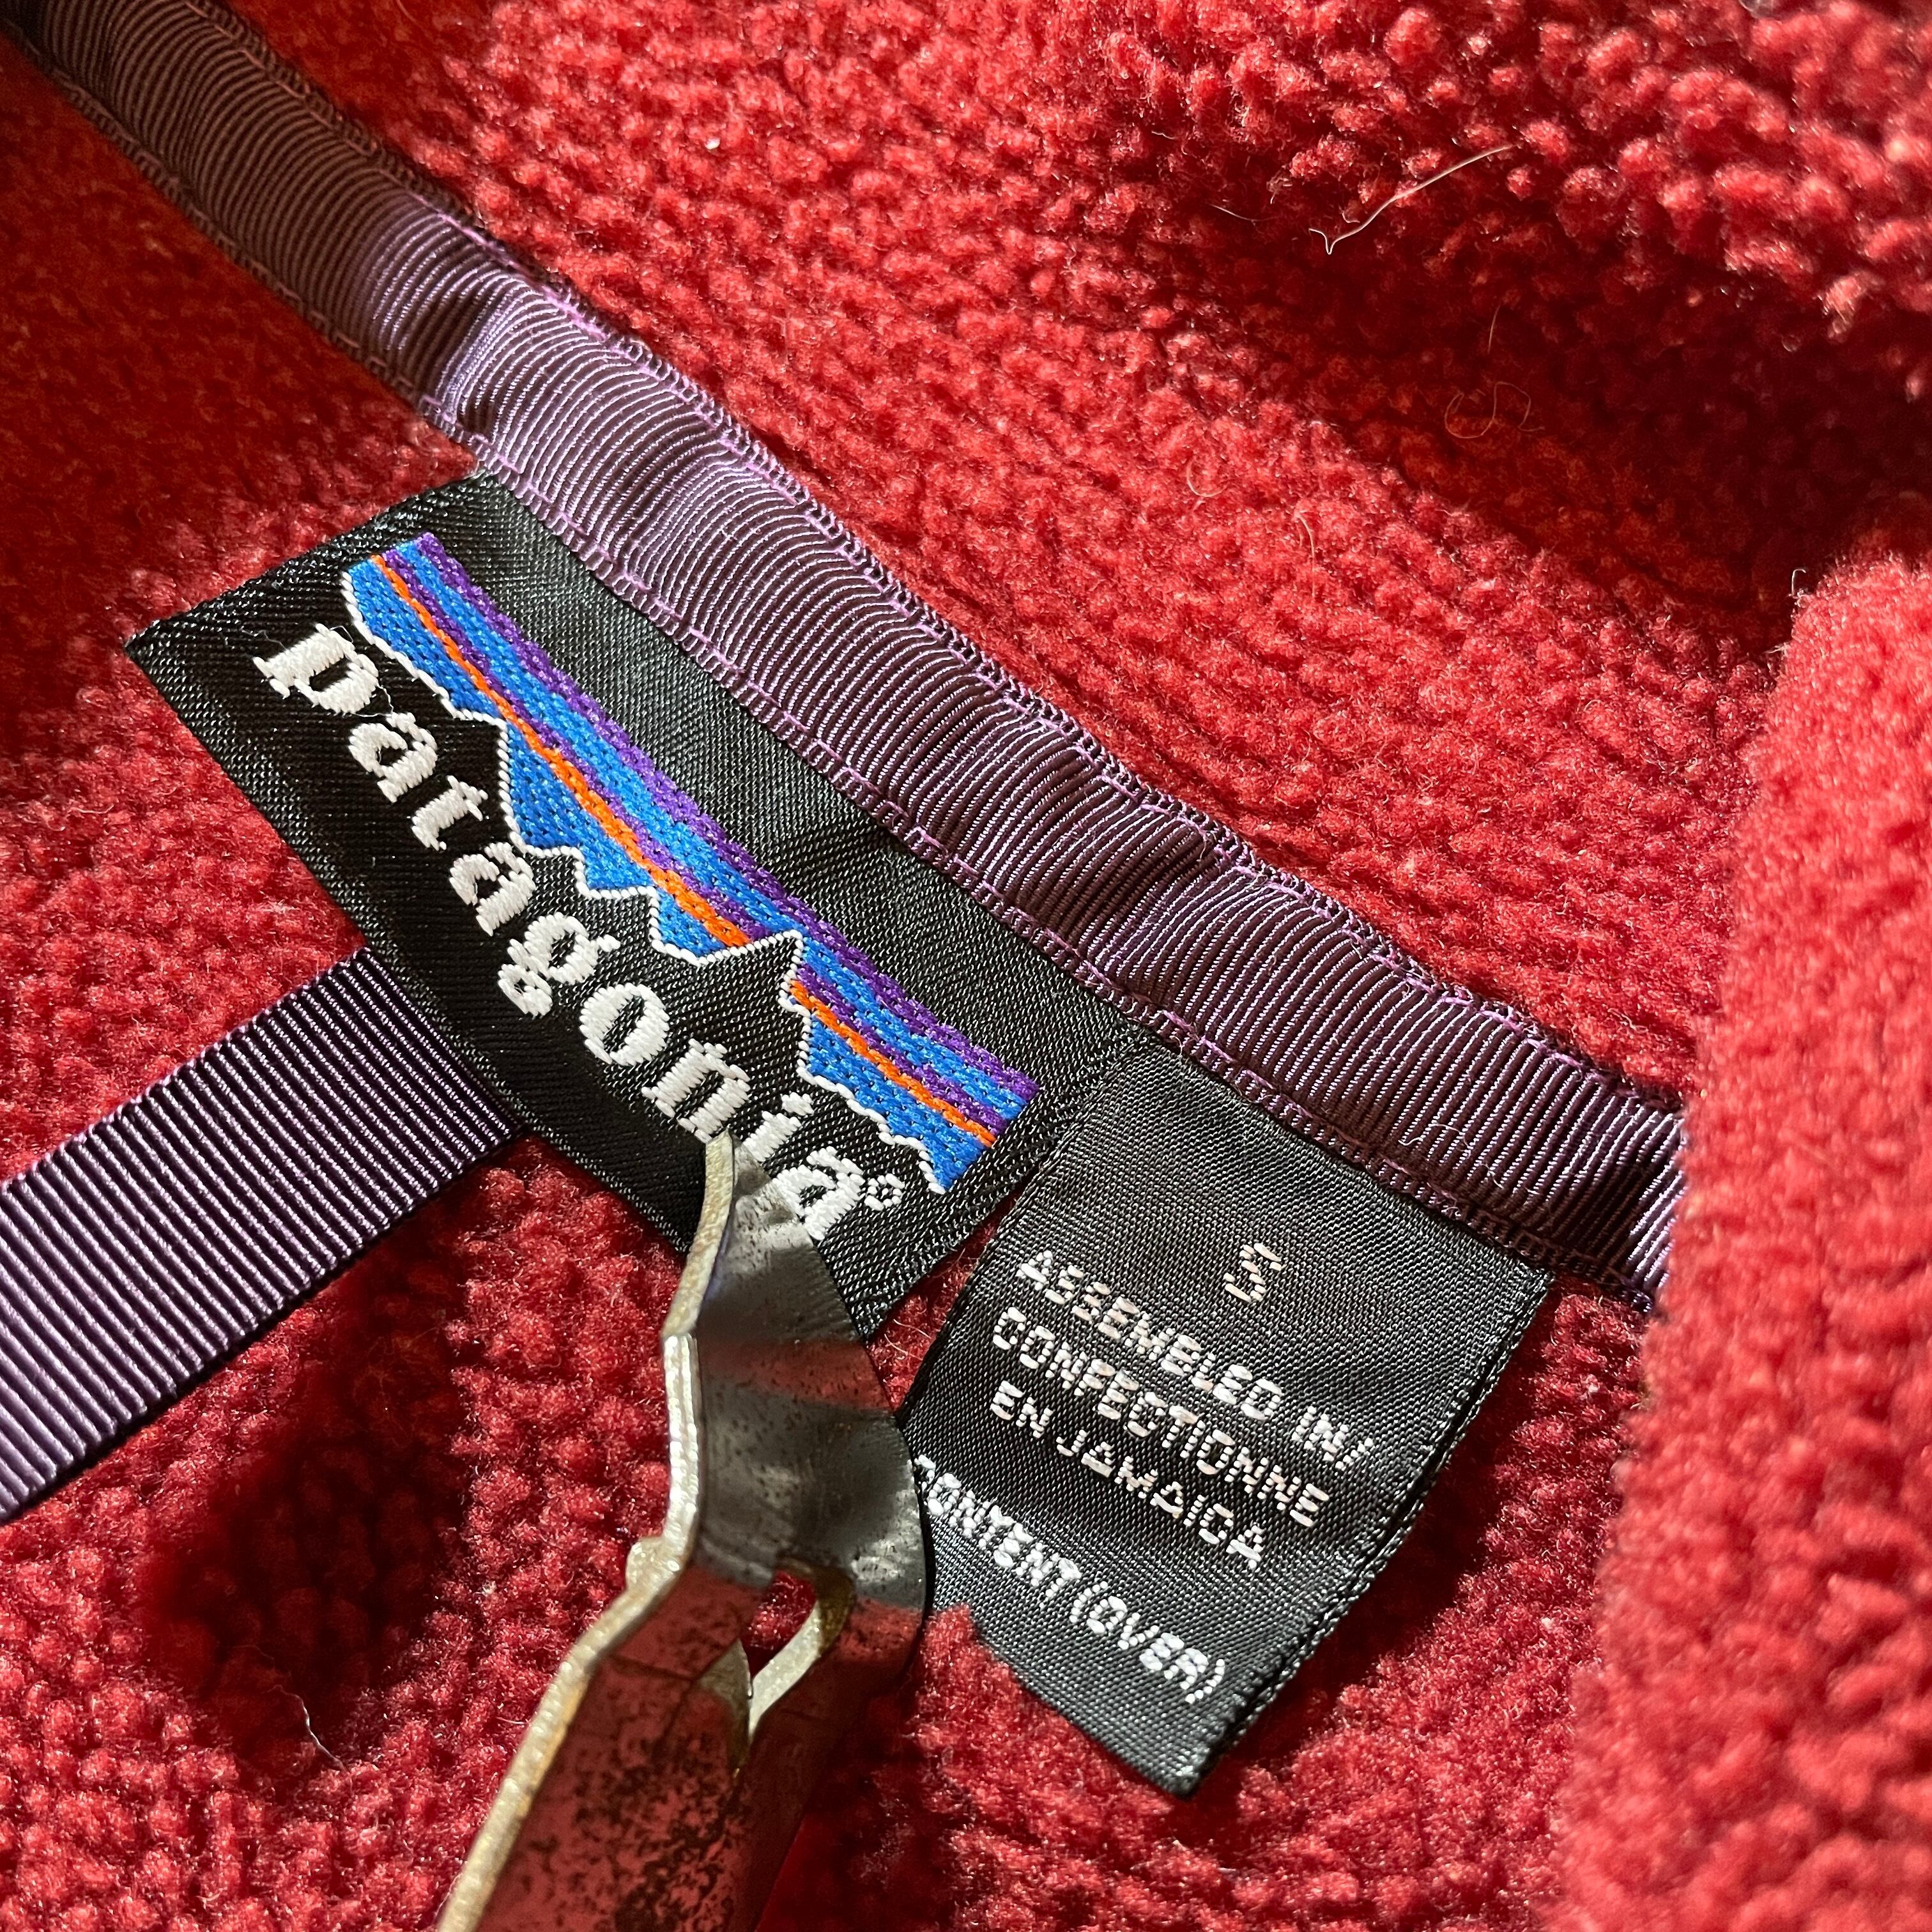 patagonia®
S
ASSEMBLED IN/
CONFECTIONNE
EN JAMAICA
CONTENT (OVER)